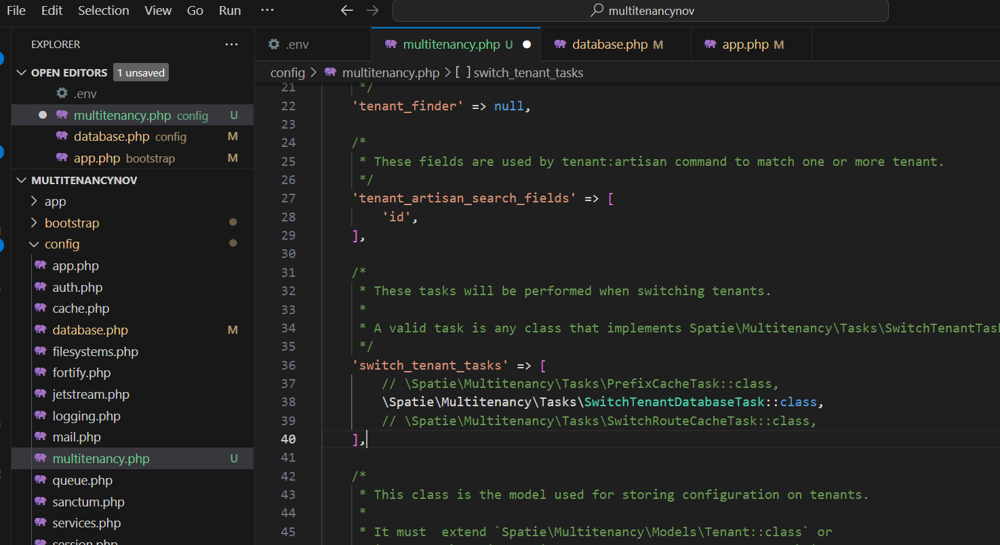 File Edit Selection View Go Run ···
multitenancynov
EXPLORER ···
OPEN EDITORS 1 unsaved
.env
multitenancy.php config U
database.php config M
app.php bootstrap M
MULTITENANCYNOV
app
bootstrap
config
app.php
auth.php
cache.php
database.php M
filesystems.php
fortify.php
jetstream.php
logging.php
mail.php
multitenancy.php U
queue.php
sanctum.php
services.php
session.php
.env multitenancy.php U database.php M app.php M
config > multitenancy.php > [ ] switch_tenant_tasks
21 */
22 'tenant_finder' => null,
23
24 /*
25 * These fields are used by tenant:artisan command to match one or more tenant.
26 */
27 'tenant_artisan_search_fields' => [
28 'id',
29 ],
30
31 /*
32 * These tasks will be performed when switching tenants.
33 *
34 * A valid task is any class that implements Spatie\Multitenancy\Tasks\SwitchTenantTask
35 */
36 'switch_tenant_tasks' => [
37 // \Spatie\Multitenancy\Tasks\PrefixCacheTask::class,
38 \Spatie\Multitenancy\Tasks\SwitchTenantDatabaseTask::class,
39 // \Spatie\Multitenancy\Tasks\SwitchRouteCacheTask::class,
40 ],
41
42 /*
43 * This class is the model used for storing configuration on tenants.
44 *
45 * It must  extend `Spatie\Multitenancy\Models\Tenant::class` or